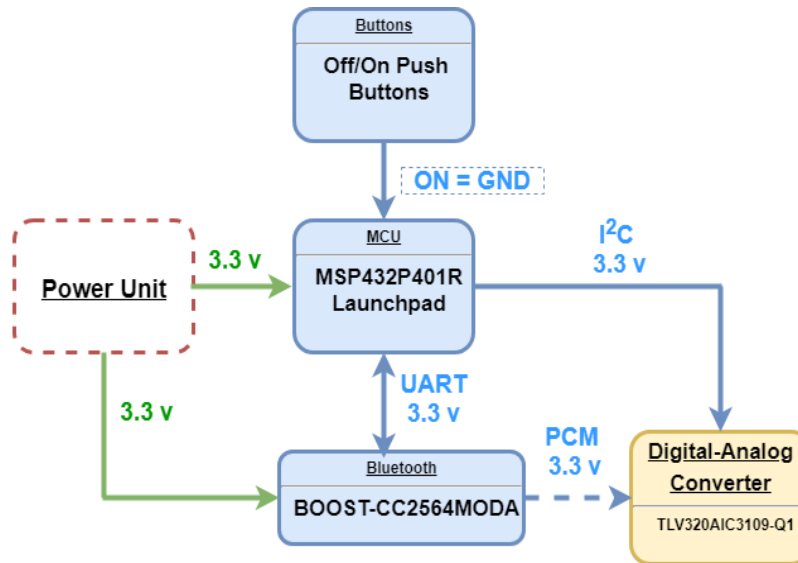 Buttons
Off/On Push
Buttons
ON = GND
MCU
MSP432P401R
Launchpad
I²C
3.3 v
3.3 v
Power Unit
3.3 v
UART
3.3 v
Bluetooth
BOOST-CC2564MODA
PCM
3.3 v
Digital-Analog
Converter
TLV320AIC3109-Q1